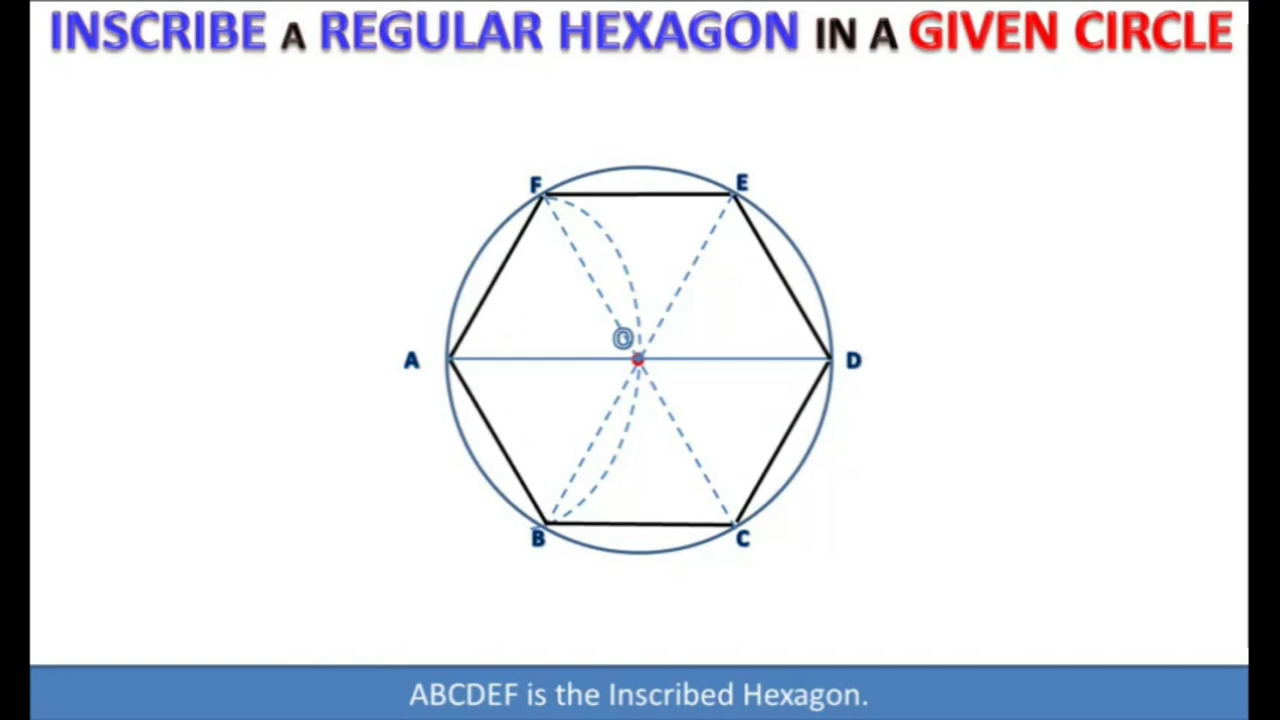 INSCRIBE A REGULAR HEXAGON IN A GIVEN CIRCLE
F
E
O
A
D
B
C
ABCDEF is the Inscribed Hexagon.